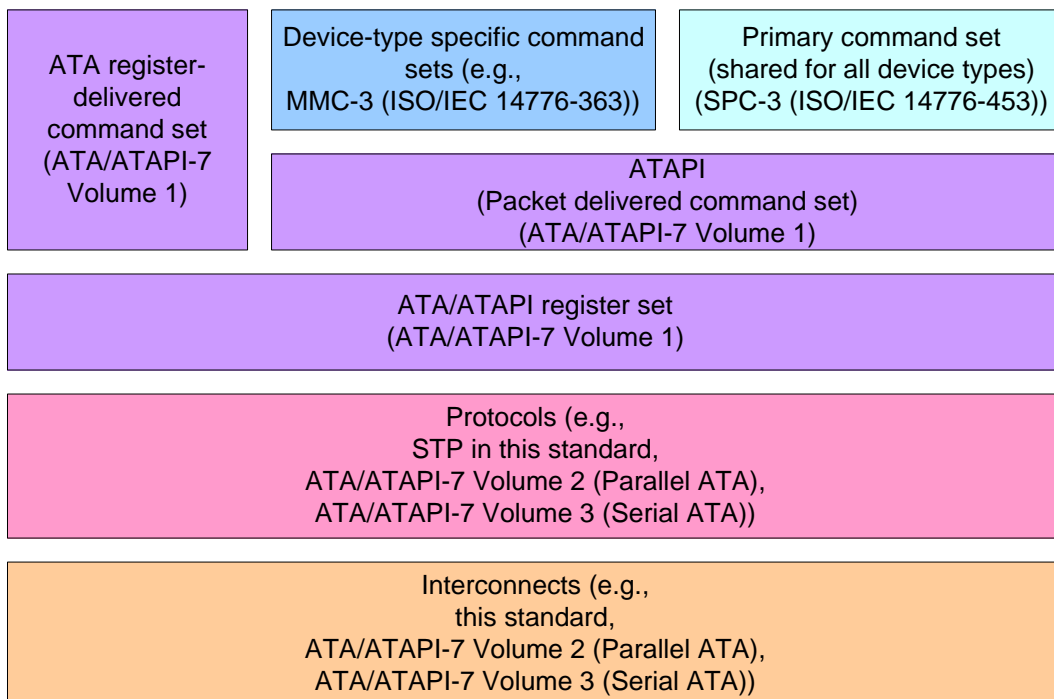 ATA register-
delivered
command set
(ATA/ATAPI-7
Volume 1)
Device-type specific command
sets (e.g.,
MMC-3 (ISO/IEC 14776-363))
Primary command set
(shared for all device types)
(SPC-3 (ISO/IEC 14776-453))
ATAPI
(Packet delivered command set)
(ATA/ATAPI-7 Volume 1)
ATA/ATAPI register set
(ATA/ATAPI-7 Volume 1)
Protocols (e.g.,
STP in this standard,
ATA/ATAPI-7 Volume 2 (Parallel ATA),
ATA/ATAPI-7 Volume 3 (Serial ATA))
Interconnects (e.g.,
this standard,
ATA/ATAPI-7 Volume 2 (Parallel ATA),
ATA/ATAPI-7 Volume 3 (Serial ATA))